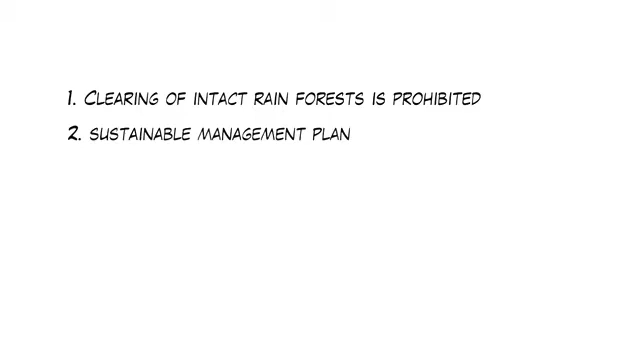 1. Clearing of intact rain forests is prohibited
2. sustainable management plan